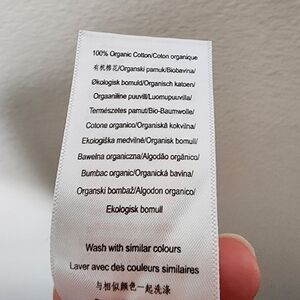 100% Organic Cotton/Coton organique
有机棉花/Organski pamuk/Biobavlna/
Økologisk bomuld/Organisch katoen/
Orgaaniline puuvill/Luomupuuvilla/
Természetes pamut/Bio-Baumwolle/
Cotone organico/Organiskā kokvilna/
Ekologiška medvilnė/Organisk bomull/
Bawełna organiczna/Algodão orgânico/
Bumbac organic/Organická bavlna/
Organski bombaž/Algodon organico/
Ekologisk bomull
Wash with similar colours
Laver avec des couleurs similaires
与相似颜色一起洗涤